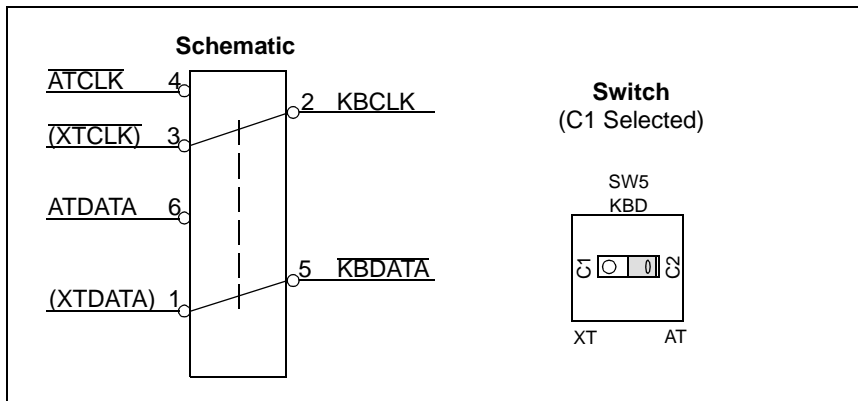 Schematic
ATCLK 4
2 KBCLK
(XTCLK) 3
ATDATA 6
5 KBDATA
(XTDATA) 1
Switch
(C1 Selected)
SW5
KBD
C1 C2
XT AT